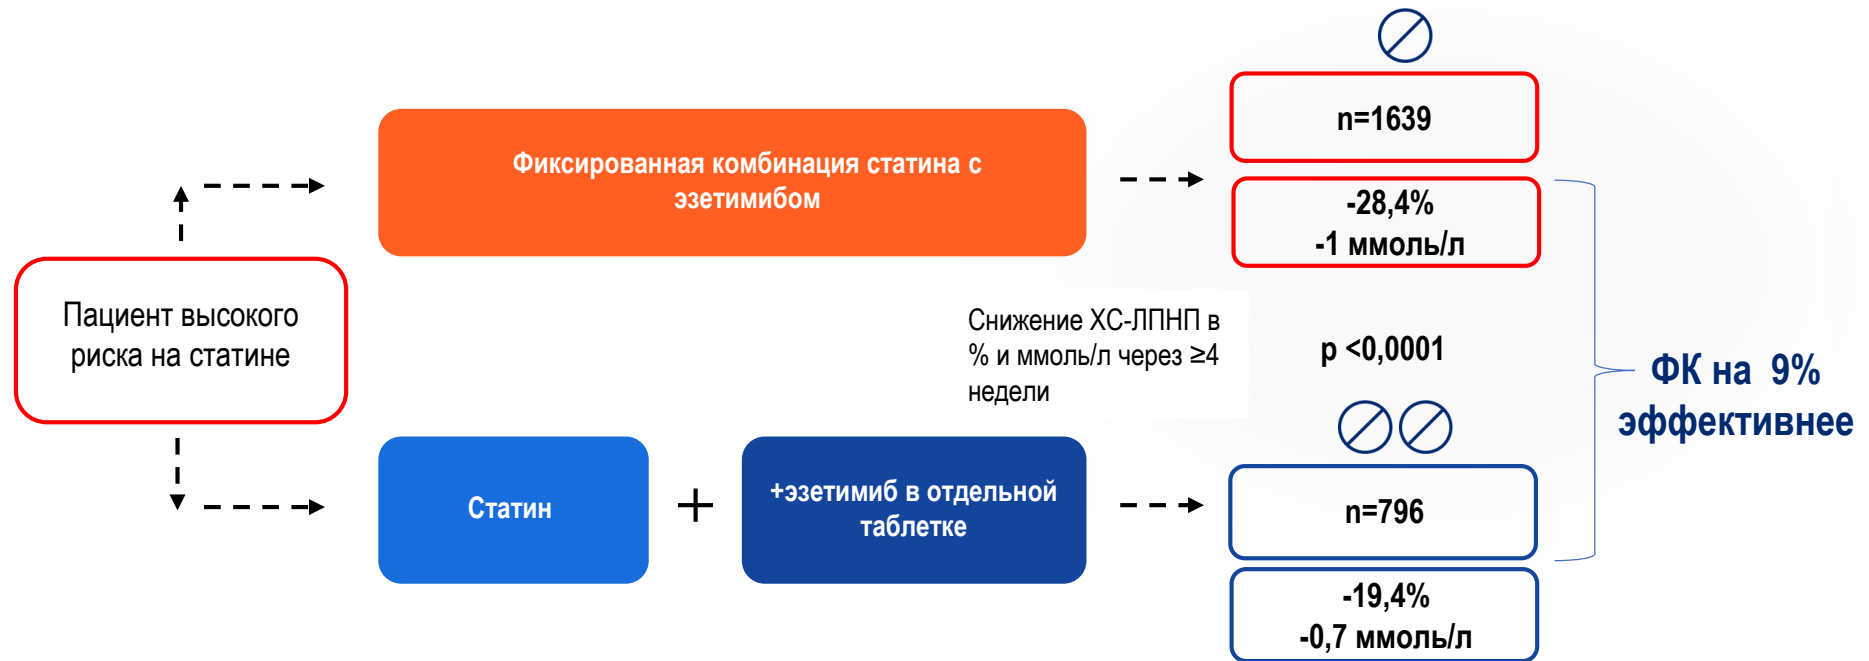 n=1639
Фиксированная комбинация статина с
эзетимибом
-28,4%
-1 ммоль/л
Пациент высокого
риска на статине
Снижение ХС-ЛПНП в
% и ммоль/л через ≥4
недели
p <0,0001
ФК на 9%
эффективнее
Статин
+
+эзетимиб в отдельной
таблетке
n=796
-19,4%
-0,7 ммоль/л